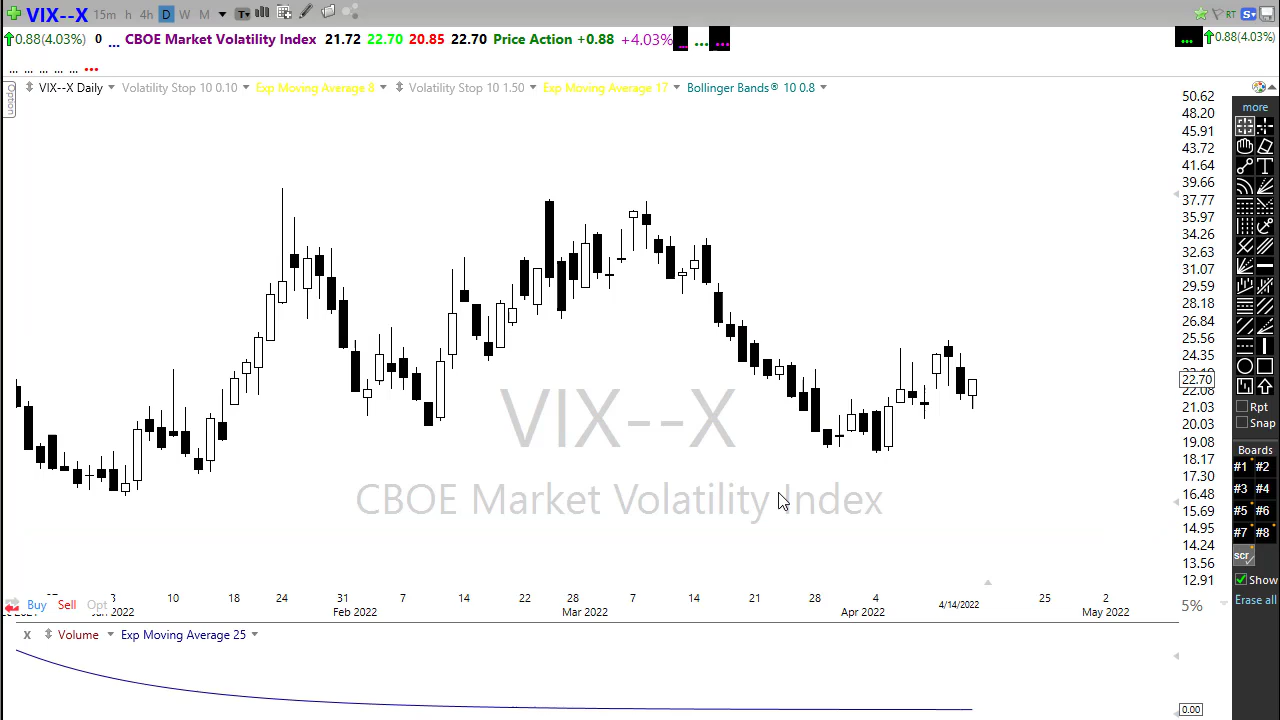 VIX--X 15m h 4h D W M T RT S
0.88(4.03%) 0 ... CBOE Market Volatility Index 21.72 22.70 20.85 22.70 Price Action +0.88 +4.03% ... ... ... ... 0.88(4.03%)
... ... ... ... ... ...
Option
VIX--X Daily Volatility Stop 10 0.10 Exp Moving Average 8 Volatility Stop 10 1.50 Exp Moving Average 17 Bollinger Bands® 10 0.8
50.62
48.20
45.91
43.72
41.64
39.66
37.77
35.97
34.26
32.63
31.07
29.59
28.18
26.84
25.56
24.35
22.70
22.08
21.03
20.03
19.08
18.17
17.30
16.48
15.69
14.95
14.24
13.56
12.91
5%
VIX--X
CBOE Market Volatility Index
3 10 18 24 31 7 14 22 28 7 14 21 28 4 25 2
Jan 2022 Feb 2022 Mar 2022 Apr 2022 4/14/2022 May 2022
Buy Sell Opt
X Volume Exp Moving Average 25
0.00
more
T
Rpt
Snap
Boards
#1 #2
#3 #4
#5 #6
#7 #8
scr
Show
Erase all